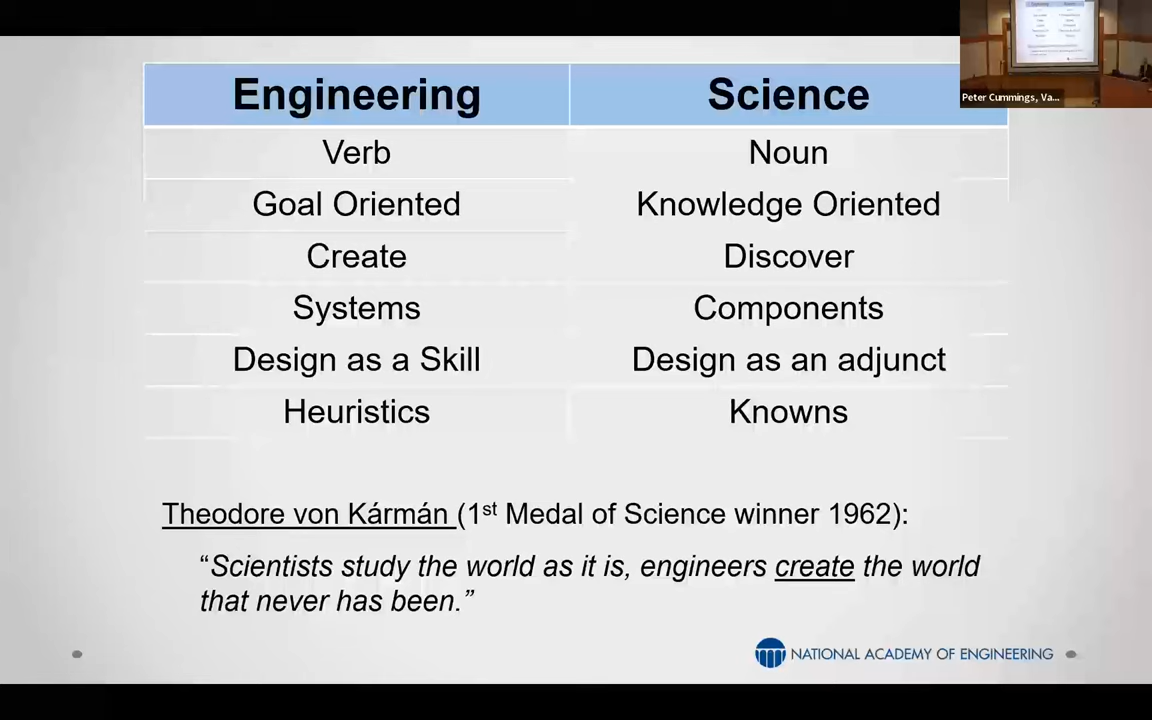 Engineering Science
Verb Noun
Goal Oriented Knowledge Oriented
Create Discover
Systems Components
Design as a Skill Design as an adjunct
Heuristics Knowns
Theodore von Kármán (1st Medal of Science winner 1962):
“Scientists study the world as it is, engineers create the world
that never has been.”
NATIONAL ACADEMY OF ENGINEERING
Peter Cummings, Va...